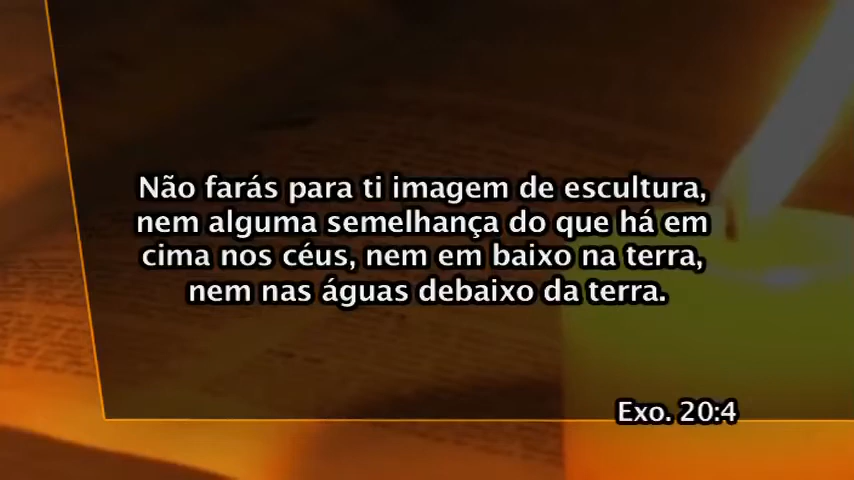 Não farás para ti imagem de escultura,
nem alguma semelhança do que há em
cima nos céus, nem em baixo na terra,
nem nas águas debaixo da terra.
Exo. 20:4